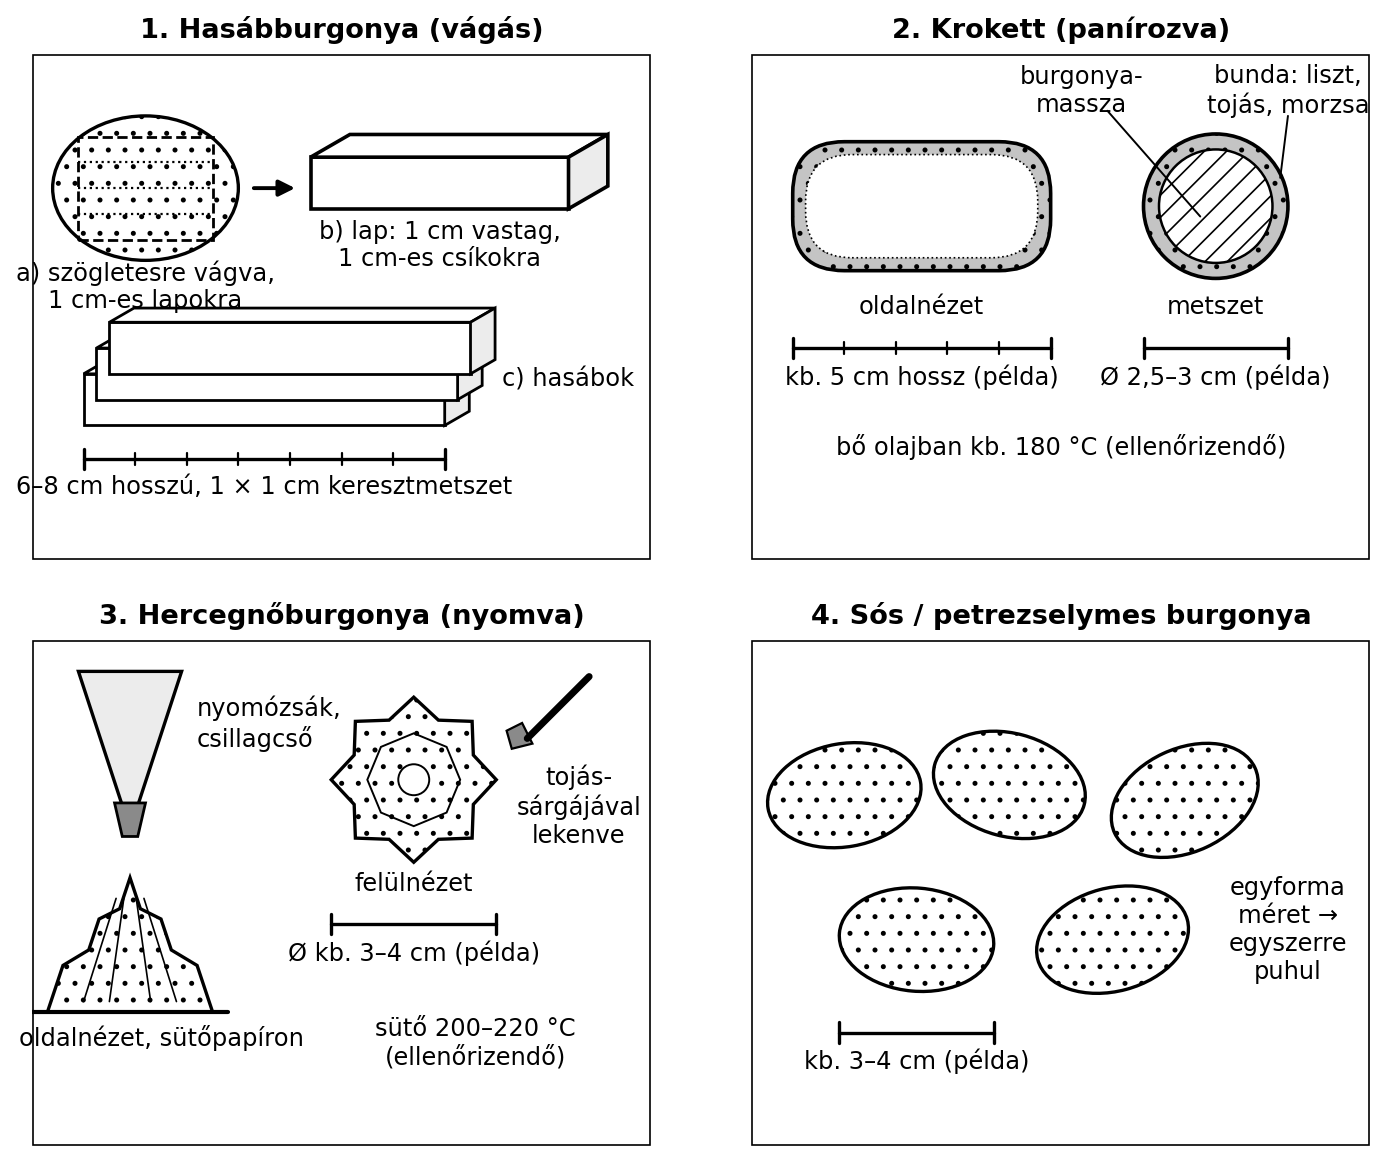 1. Hasábburgonya (vágás)
a) szögletesre vágva,
1 cm-es lapokra
b) lap: 1 cm vastag,
1 cm-es csíkokra
c) hasábok
6–8 cm hosszú, 1 × 1 cm keresztmetszet
2. Krokett (panírozva)
burgonya-
massza
bunda: liszt,
tojás, morzsa
oldalnézet
metszet
kb. 5 cm hossz (példa)
Ø 2,5–3 cm (példa)
bő olajban kb. 180 °C (ellenőrizendő)
3. Hercegnőburgonya (nyomva)
nyomózsák,
csillagcső
tojás-
sárgájával
lekenve
felülnézet
Ø kb. 3–4 cm (példa)
oldalnézet, sütőpapíron
sütő 200–220 °C
(ellenőrizendő)
4. Sós / petrezselymes burgonya
egyforma
méret →
egyszerre
puhul
kb. 3–4 cm (példa)